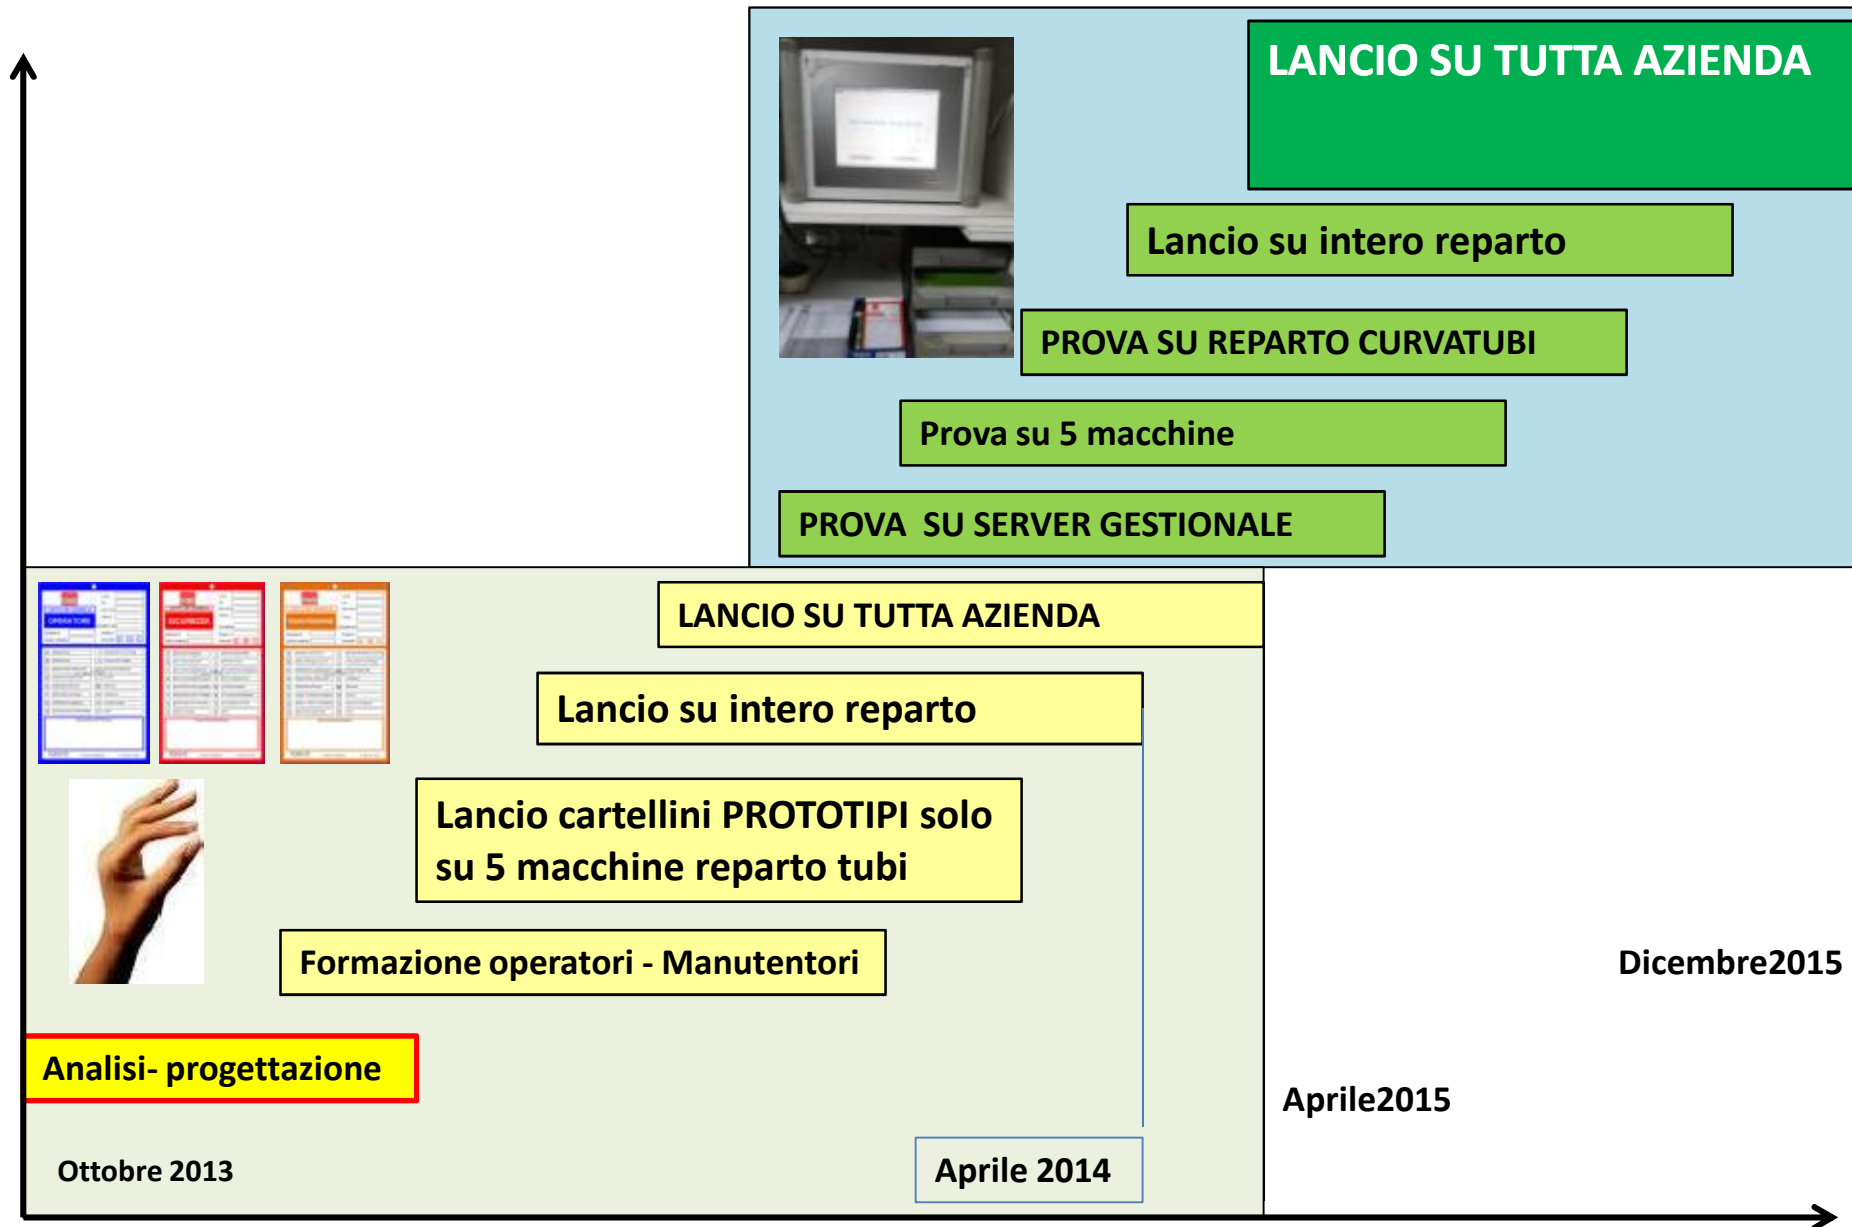 LANCIO SU TUTTA AZIENDA
Lancio su intero reparto
PROVA SU REPARTO CURVATUBI
Prova su 5 macchine
PROVA  SU SERVER GESTIONALE
OPERATORE
SICUREZZA
LANCIO SU TUTTA AZIENDA
Lancio su intero reparto
Lancio cartellini PROTOTIPI solo
su 5 macchine reparto tubi
Formazione operatori - Manutentori
Dicembre2015
Analisi- progettazione
Aprile2015
Ottobre 2013
Aprile 2014